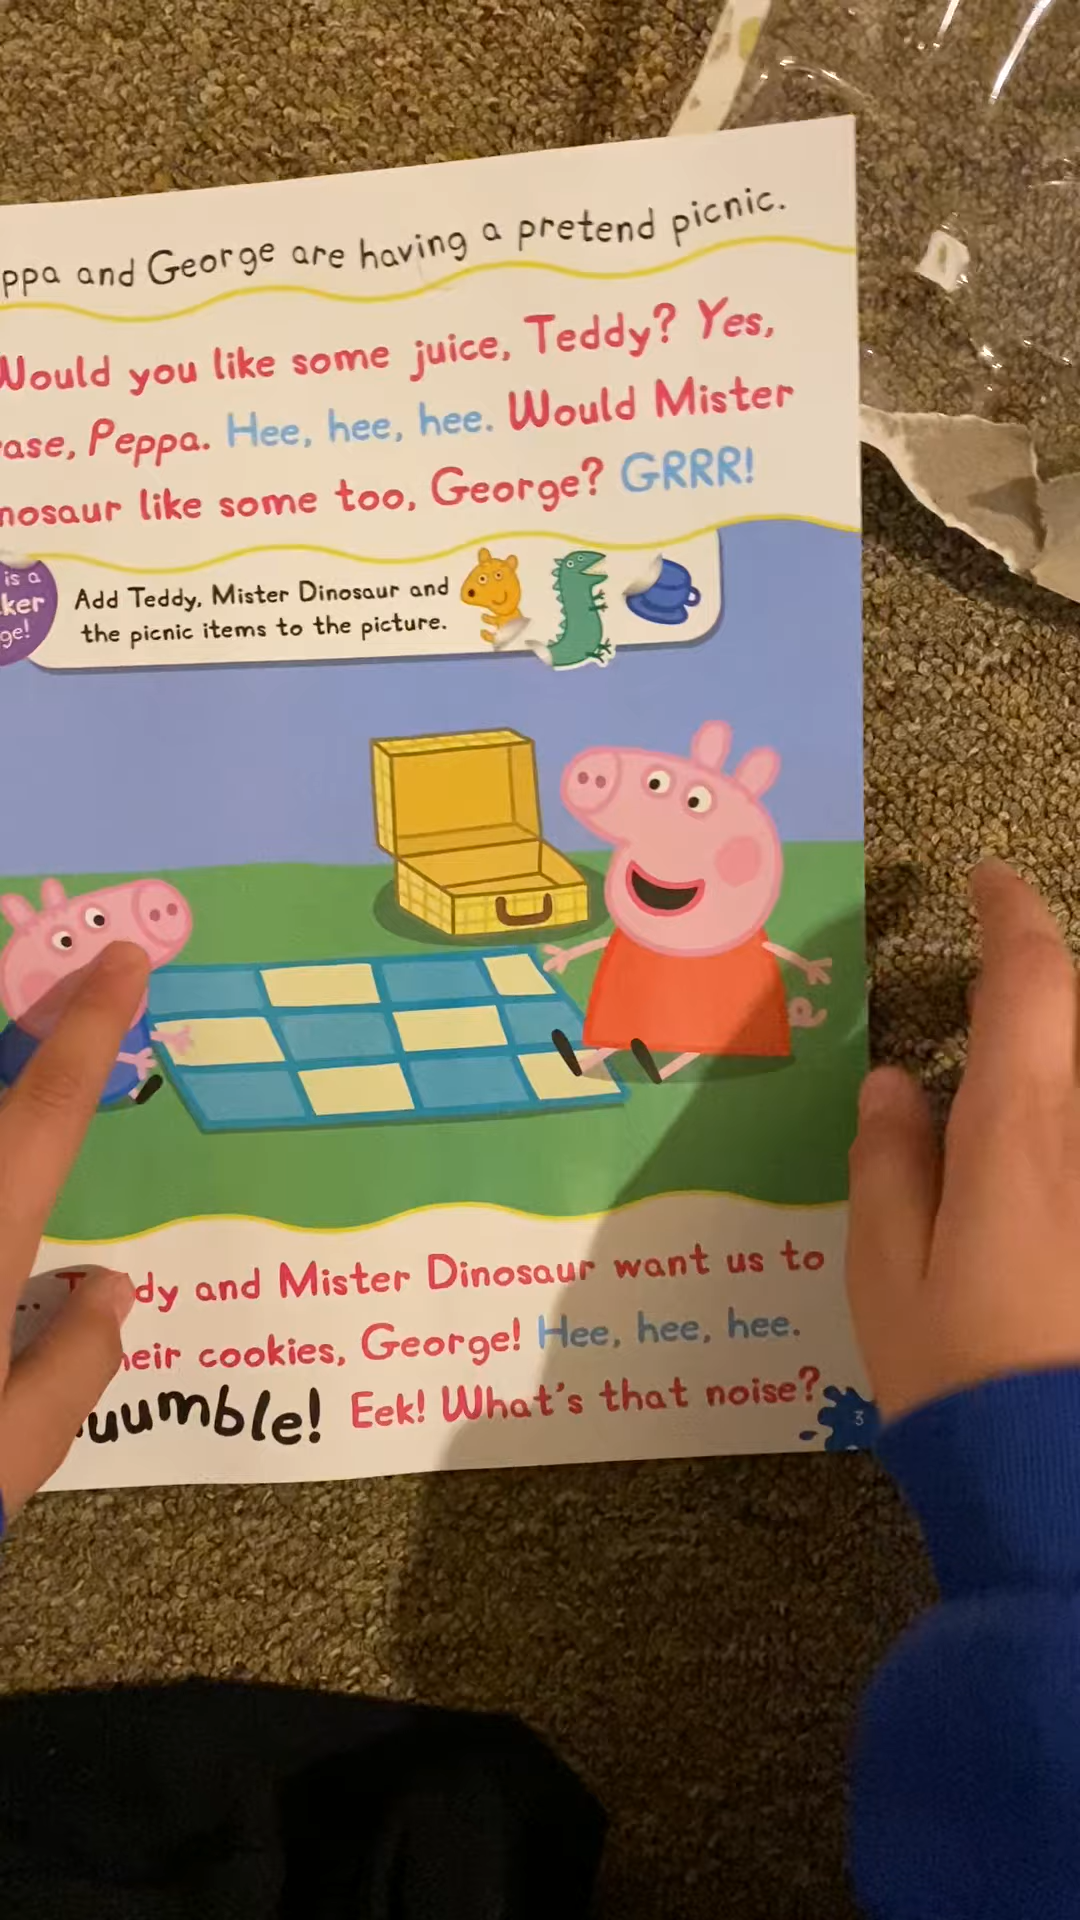 ppa and George are having a pretend picnic.
Would you like some juice, Teddy? Yes,
ase, Peppa. Hee, hee, hee. Would Mister
nosaur like some too, George? GRRR!
is a
ker
ge!
Add Teddy, Mister Dinosaur and
the picnic items to the picture.
dy and Mister Dinosaur want us to
heir cookies, George! Hee, hee, hee.
uumble! Eek! What's that noise?
3